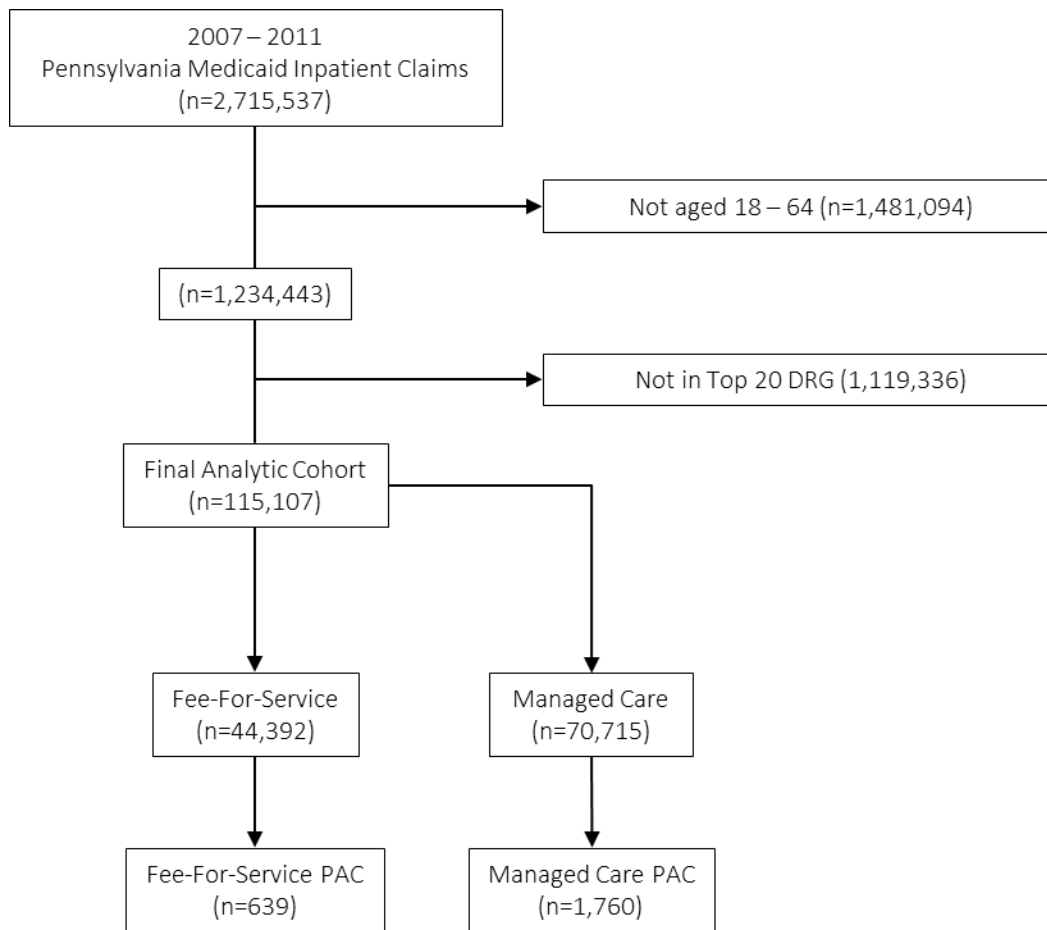 2007 – 2011
Pennsylvania Medicaid Inpatient Claims
(n=2,715,537)
Not aged 18 – 64 (n=1,481,094)
(n=1,234,443)
Not in Top 20 DRG (1,119,336)
Final Analytic Cohort
(n=115,107)
Fee-For-Service
(n=44,392)
Managed Care
(n=70,715)
Fee-For-Service PAC
(n=639)
Managed Care PAC
(n=1,760)